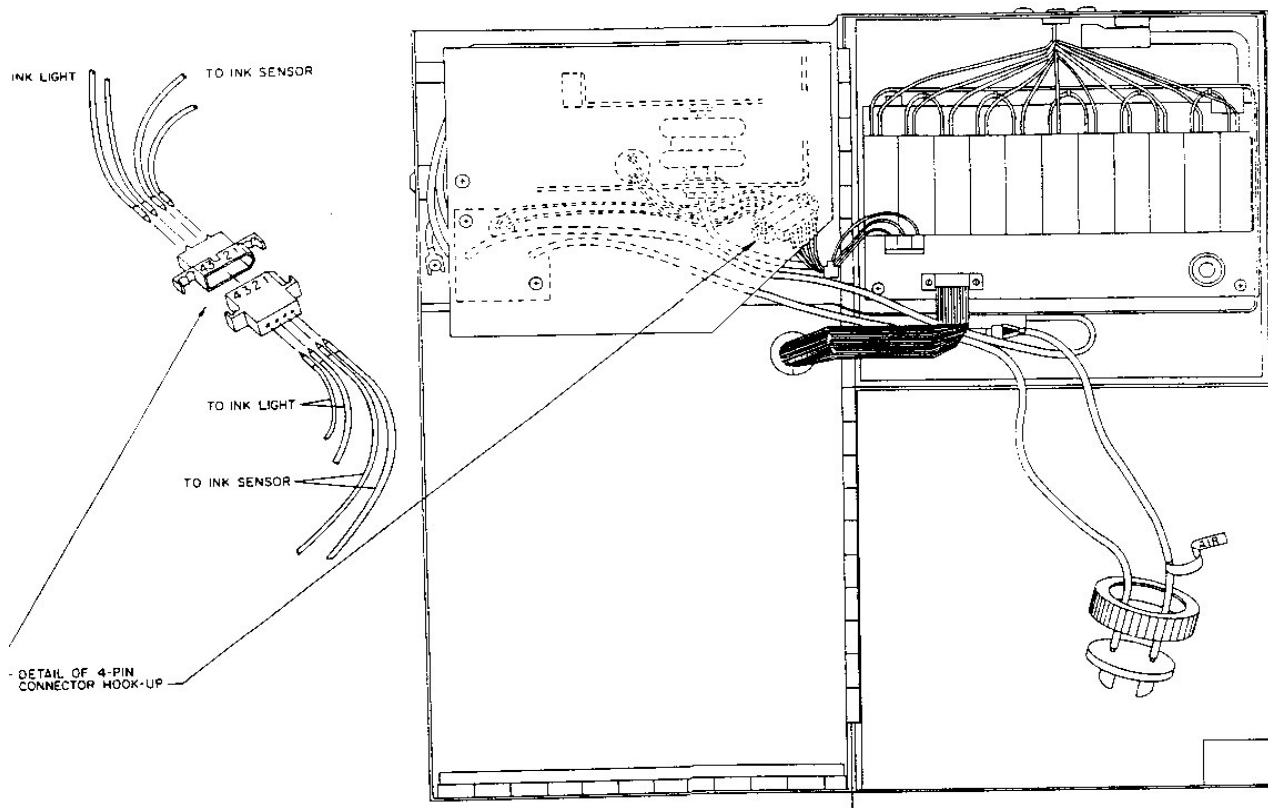 INK LIGHT
TO INK SENSOR
4 3 2 1
4 3 2 1
TO INK LIGHT
TO INK SENSOR
AIR
- DETAIL OF 4-PIN
CONNECTOR HOOK-UP